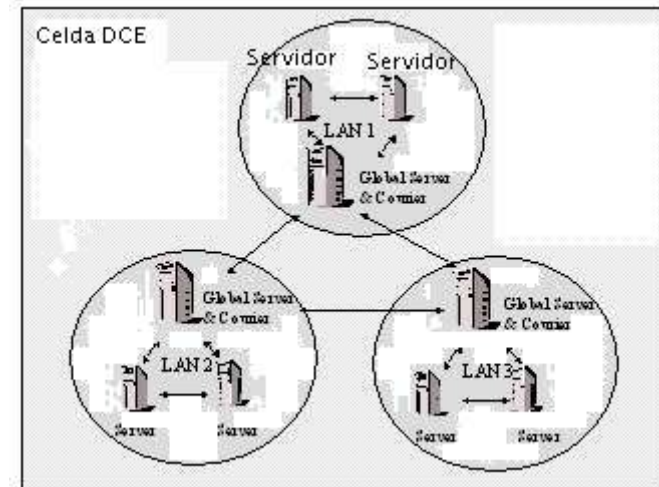 Celda DCE
Servidor Servidor
LAN 1
Global Server
& Courier
Global Server
& Courier
LAN 2
Server Server
Global Server
& Courier
LAN 3
Server Server